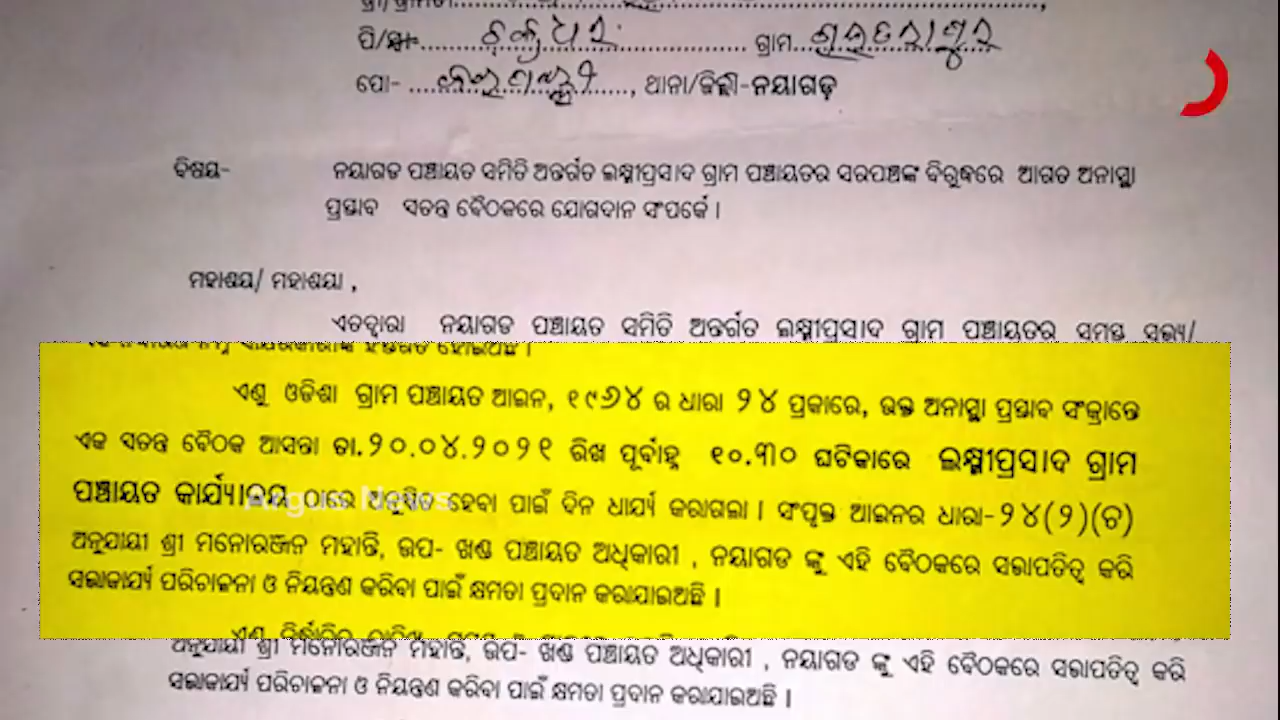 ପି/ସ୍ୱା- ଚକ୍ରଧର ଗ୍ରାମ
ପୋ- ..., ଥାନା/ଜିଲ୍ଲା-ନୟାଗଡ଼
ବିଷୟ- ନୟାଗଡ ପଞ୍ଚାୟତ ସମିତି ଅନ୍ତର୍ଗତ ଲକ୍ଷ୍ମୀପ୍ରସାଦ ଗ୍ରାମ ପଞ୍ଚାୟତର ସରପଞ୍ଚଙ୍କ ବିରୁଦ୍ଧରେ ଆଗତ ଅନାସ୍ଥା
ପ୍ରସ୍ତାବ ସତନ୍ତ୍ର ବୈଠକରେ ଯୋଗଦାନ ସଂପର୍କେ ।
ମହାଶୟ/ ମହାଶୟା ,
ଏତଦ୍ଵାରା ନୟାଗଡ ପଞ୍ଚାୟତ ସମିତି ଅନ୍ତର୍ଗତ ଲକ୍ଷ୍ମୀପ୍ରସାଦ ଗ୍ରାମ ପଞ୍ଚାୟତର ସମସ୍ତ ସଭ୍ୟ/
ଏଣୁ ଓଡିଶା ଗ୍ରାମ ପଞ୍ଚାୟତ ଆଇନ, ୧୯୬୪ ର ଧାରା ୨୪ ପ୍ରକାରେ, ଉକ୍ତ ଅନାସ୍ଥା ପ୍ରସ୍ତାବ ସଂକ୍ରାନ୍ତେ
ଏକ ସତନ୍ତ୍ର ବୈଠକ ଆସନ୍ତା ତା.୨୦.୦୪.୨୦୨୧ ରିଖ ପୂର୍ବାହ୍ନ ୧୦.୩୦ ଘଟିକାରେ ଲକ୍ଷ୍ମୀପ୍ରସାଦ ଗ୍ରାମ
ପଞ୍ଚାୟତ କାର୍ଯ୍ୟାଳୟ ଠାରେ ଅନୁଷ୍ଠିତ ହେବା ପାଇଁ ଦିନ ଧାର୍ଯ୍ୟ କରାଗଲା । ସଂପୃକ୍ତ ଆଇନର ଧାରା-୨୪(୨)(ଚ)
Argus News
ଅନୁଯାୟୀ ଶ୍ରୀ ମନୋରଞ୍ଜନ ମହାନ୍ତି, ଉପ- ଖଣ୍ଡ ପଞ୍ଚାୟତ ଅଧିକାରୀ , ନୟାଗଡ ଙ୍କୁ ଏହି ବୈଠକରେ ସଭାପତିତ୍ୱ କରି
ସଭାକାର୍ଯ୍ୟ ପରିଚାଳନା ଓ ନିୟନ୍ତ୍ରଣ କରିବା ପାଇଁ କ୍ଷମତା ପ୍ରଦାନ କରାଯାଇଅଛି ।
ଅନୁଯାୟୀ ଶ୍ରୀ ମନୋରଞ୍ଜନ ମହାନ୍ତି, ଉପ- ଖଣ୍ଡ ପଞ୍ଚାୟତ ଅଧିକାରୀ , ନୟାଗଡ ଙ୍କୁ ଏହି ବୈଠକରେ ସଭାପତିତ୍ୱ କରି
ସଭାକାର୍ଯ୍ୟ ପରିଚାଳନା ଓ ନିୟନ୍ତ୍ରଣ କରିବା ପାଇଁ କ୍ଷମତା ପ୍ରଦାନ କରାଯାଇଅଛି ।